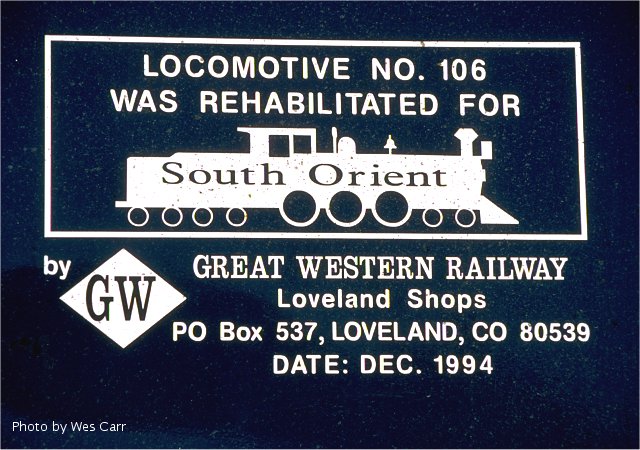 LOCOMOTIVE NO. 106
WAS REHABILITATED FOR
South Orient
by
GW
GREAT WESTERN RAILWAY
Loveland Shops
PO Box 537, LOVELAND, CO 80539
DATE: DEC. 1994
Photo by Wes Carr